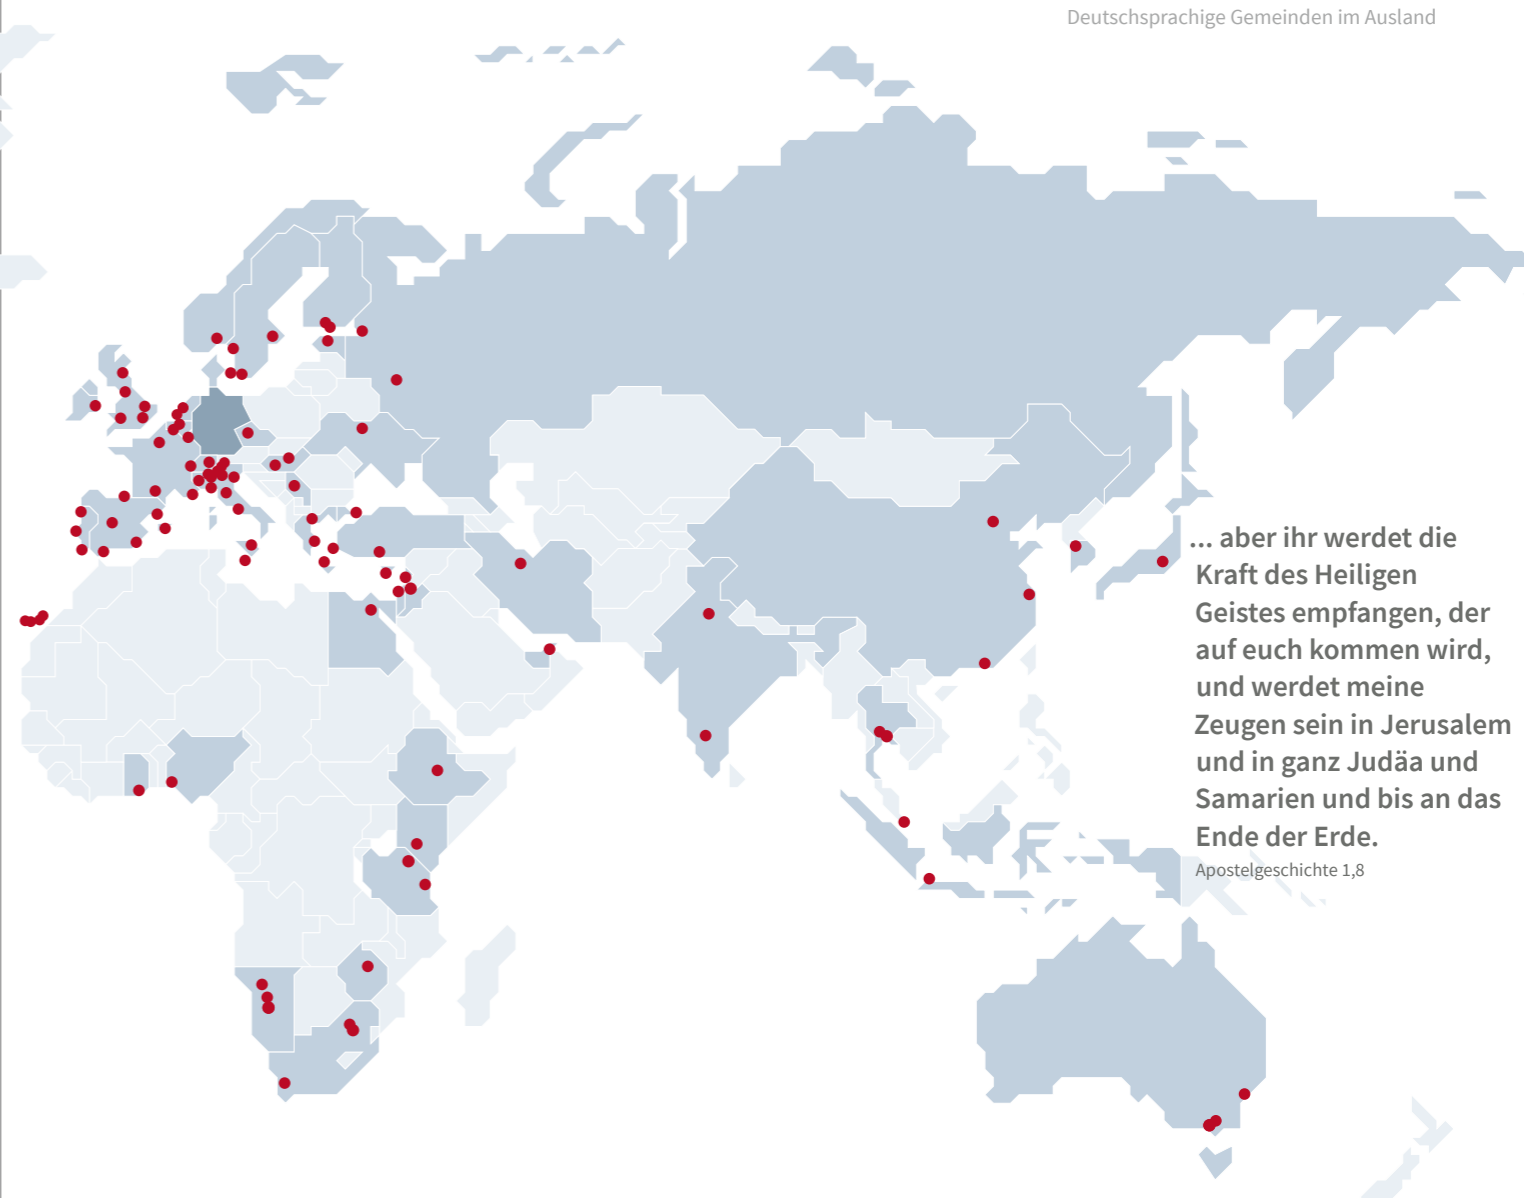 Deutschsprachige Gemeinden im Ausland
... aber ihr werdet die
Kraft des Heiligen
Geistes empfangen, der
auf euch kommen wird,
und werdet meine
Zeugen sein in Jerusalem
und in ganz Judäa und
Samarien und bis an das
Ende der Erde.
Apostelgeschichte 1,8